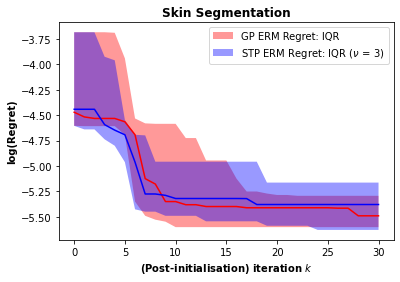 Skin Segmentation
GP ERM Regret: IQR
STP ERM Regret: IQR (ν = 3)
log(Regret)
−3.75
−4.00
−4.25
−4.50
−4.75
−5.00
−5.25
−5.50
0 5 10 15 20 25 30
(Post-initialisation) iteration k